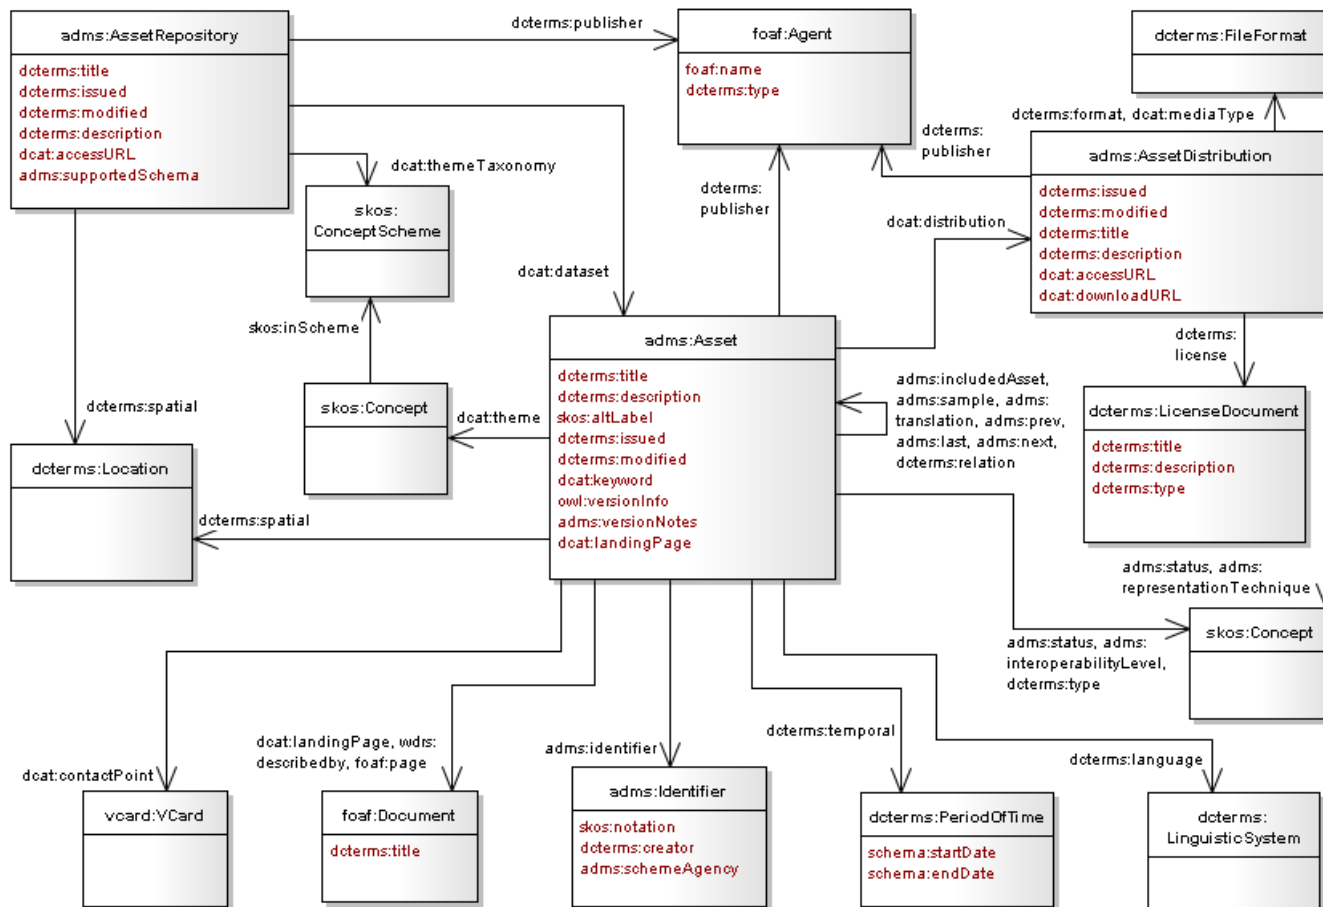 adms:AssetRepository
dcterms:title
dcterms:issued
dcterms:modified
dcterms:description
dcat:accessURL
adms:supportedSchema
dcterms:publisher
foaf:Agent
foaf:name
dcterms:type
dcterms:FileFormat
dcterms:format, dcat:mediaType
dcterms:
publisher
adms:AssetDistribution
dcterms:issued
dcterms:modified
dcterms:title
dcterms:description
dcat:accessURL
dcat:downloadURL
dcat:themeTaxonomy
skos:
ConceptScheme
dcterms:
publisher
dcat:distribution
dcat:dataset
skos:inScheme
adms:Asset
dcterms:title
dcterms:description
skos:altLabel
dcterms:issued
dcterms:modified
dcat:keyword
owl:versionInfo
adms:versionNotes
dcat:landingPage
dcterms:
license
adms:includedAsset,
adms:sample, adms:
translation, adms:prev,
adms:last, adms:next,
dcterms:relation
skos:Concept
dcat:theme
dcterms:spatial
dcterms:LicenseDocument
dcterms:title
dcterms:description
dcterms:type
dcterms:Location
dcterms:spatial
adms:status, adms:
representationTechnique
skos:Concept
adms:status, adms:
interoperabilityLevel,
dcterms:type
dcat:contactPoint
dcat:landingPage, wdrs:
describedby, foaf:page
adms:identifier
dcterms:temporal
dcterms:language
vcard:VCard
foaf:Document
dcterms:title
adms:Identifier
skos:notation
dcterms:creator
adms:schemeAgency
dcterms:PeriodOfTime
schema:startDate
schema:endDate
dcterms:
LinguisticSystem